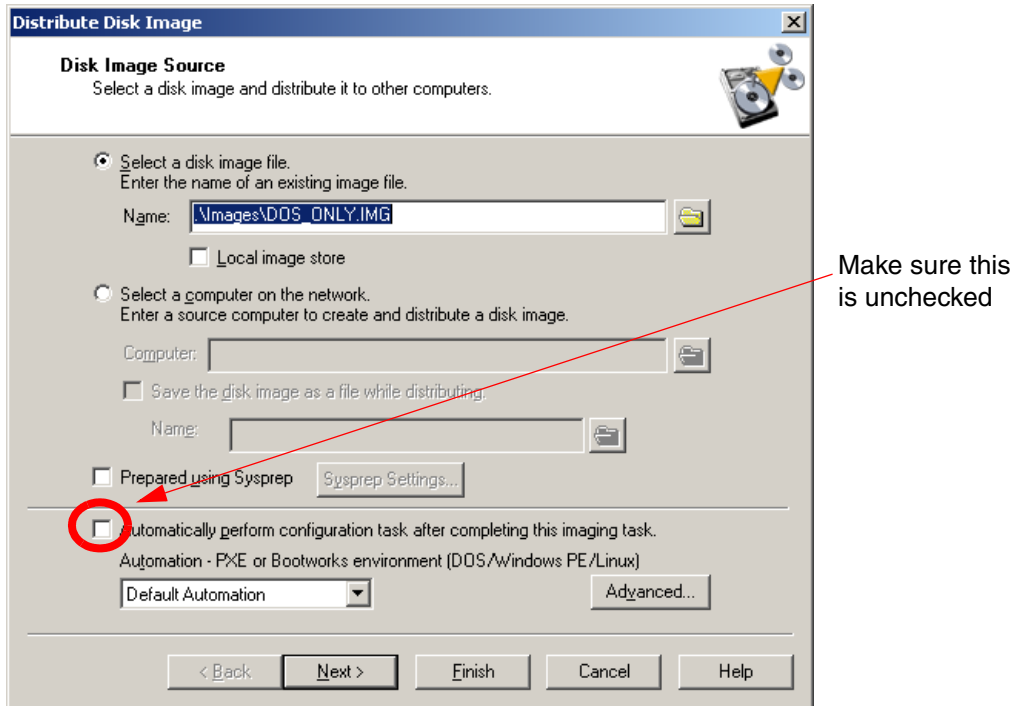 Distribute Disk Image
Disk Image Source
Select a disk image and distribute it to other computers.
Select a disk image file.
Enter the name of an existing image file.
Name: .\Images\DOS_ONLY.IMG
Local image store
Select a computer on the network.
Enter a source computer to create and distribute a disk image.
Computer:
Save the disk image as a file while distributing.
Name:
Prepared using Sysprep Sysprep Settings...
Automatically perform configuration task after completing this imaging task.
Automation - PXE or Bootworks environment (DOS/Windows PE/Linux)
Default Automation Advanced...
< Back Next > Finish Cancel Help
Make sure this
is unchecked